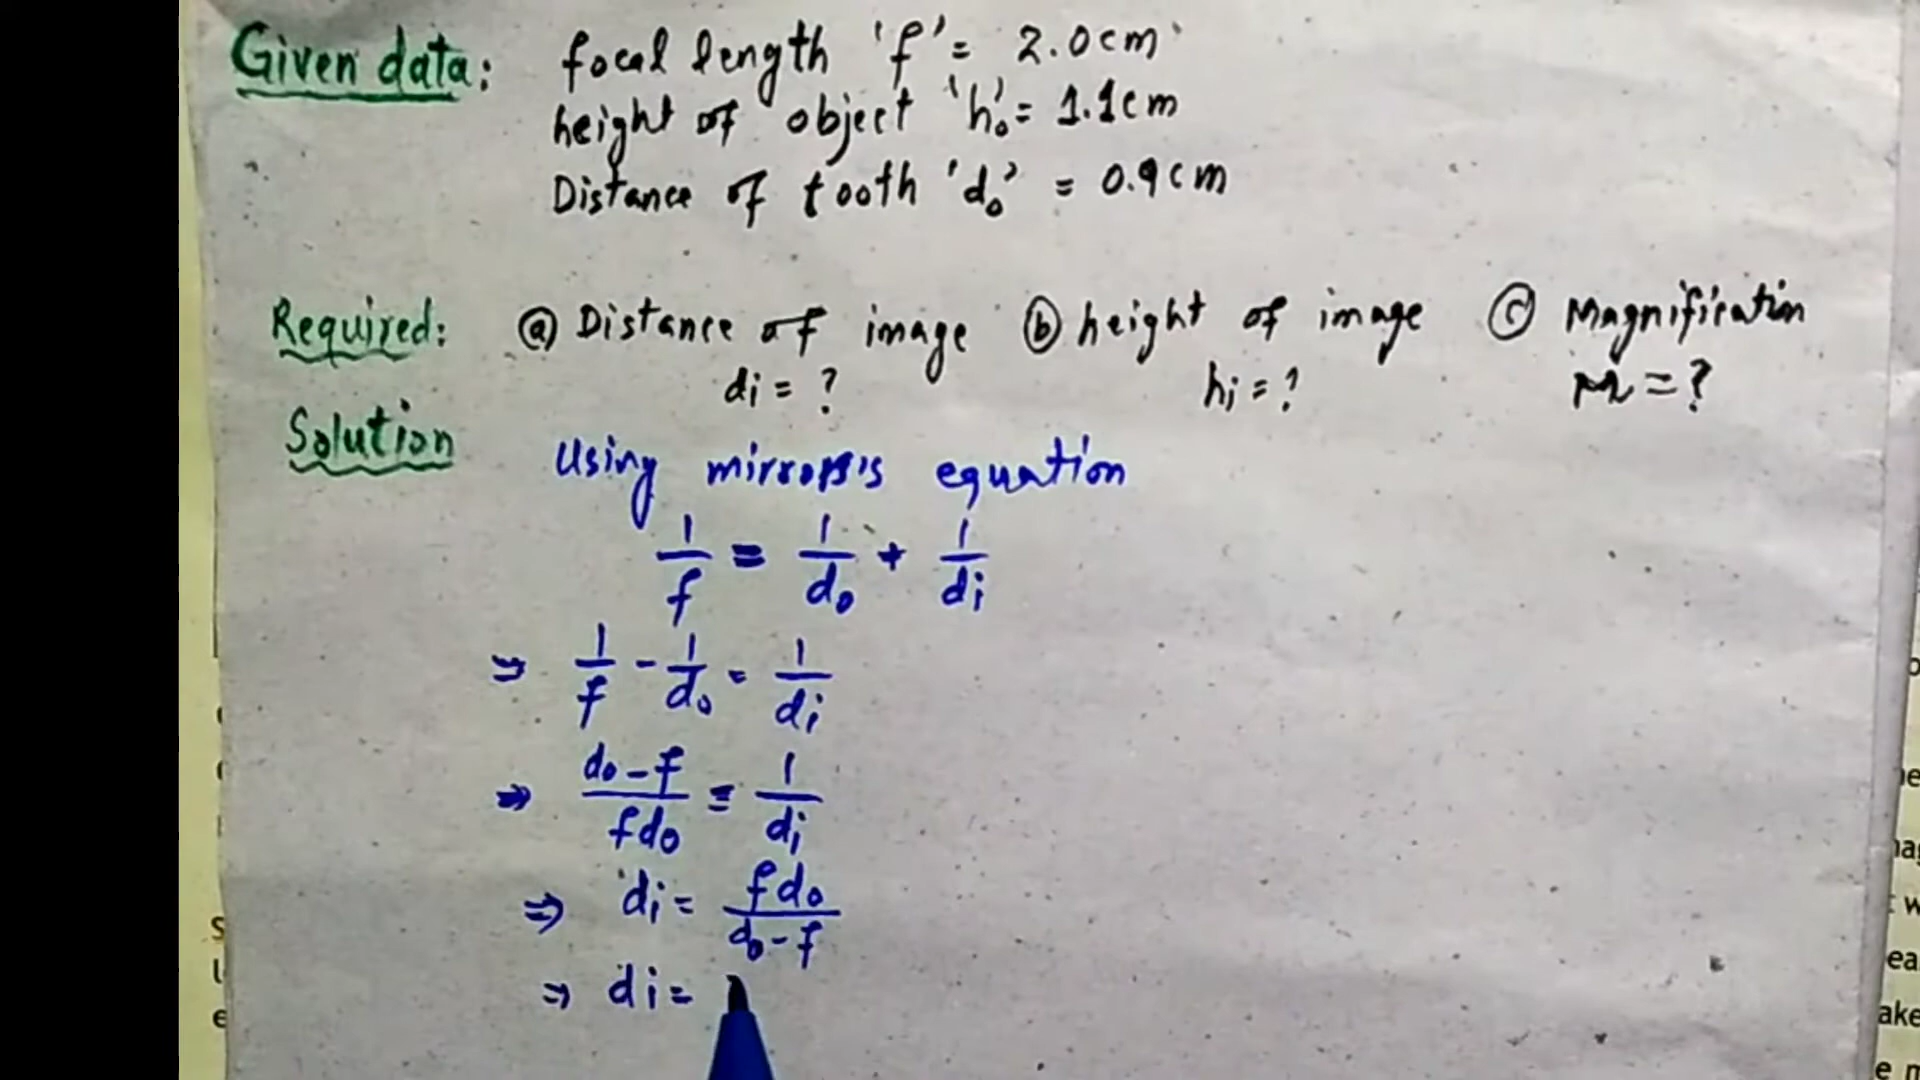 Given data: focal length 'f' = 2.0cm
height of object 'h₀' = 1.1cm
Distance of tooth 'd₀' = 0.9cm
Required: ⓐ Distance of image ⓑ height of image ⓒ Magnification
di = ? hi = ? M = ?
Solution Using mirror's equation
1/f = 1/d₀ + 1/di
⇒ 1/f - 1/d₀ = 1/di
⇒ d₀-f/fd₀ = 1/di
⇒ di = fd₀/d₀-f
⇒ di =